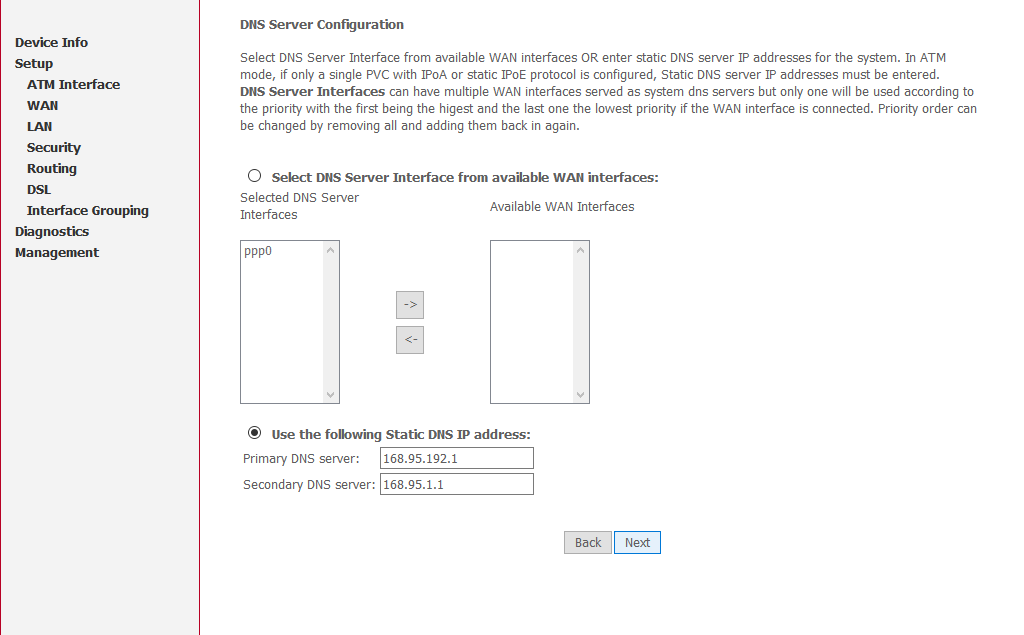 Device Info
Setup
ATM Interface
WAN
LAN
Security
Routing
DSL
Interface Grouping
Diagnostics
Management
DNS Server Configuration
Select DNS Server Interface from available WAN interfaces OR enter static DNS server IP addresses for the system. In ATM
mode, if only a single PVC with IPoA or static IPoE protocol is configured, Static DNS server IP addresses must be entered.
DNS Server Interfaces can have multiple WAN interfaces served as system dns servers but only one will be used according to
the priority with the first being the higest and the last one the lowest priority if the WAN interface is connected. Priority order can
be changed by removing all and adding them back in again.
Select DNS Server Interface from available WAN interfaces:
Selected DNS Server
Interfaces
Available WAN Interfaces
ppp0
->
<-
Use the following Static DNS IP address:
Primary DNS server: 168.95.192.1
Secondary DNS server: 168.95.1.1
Back Next